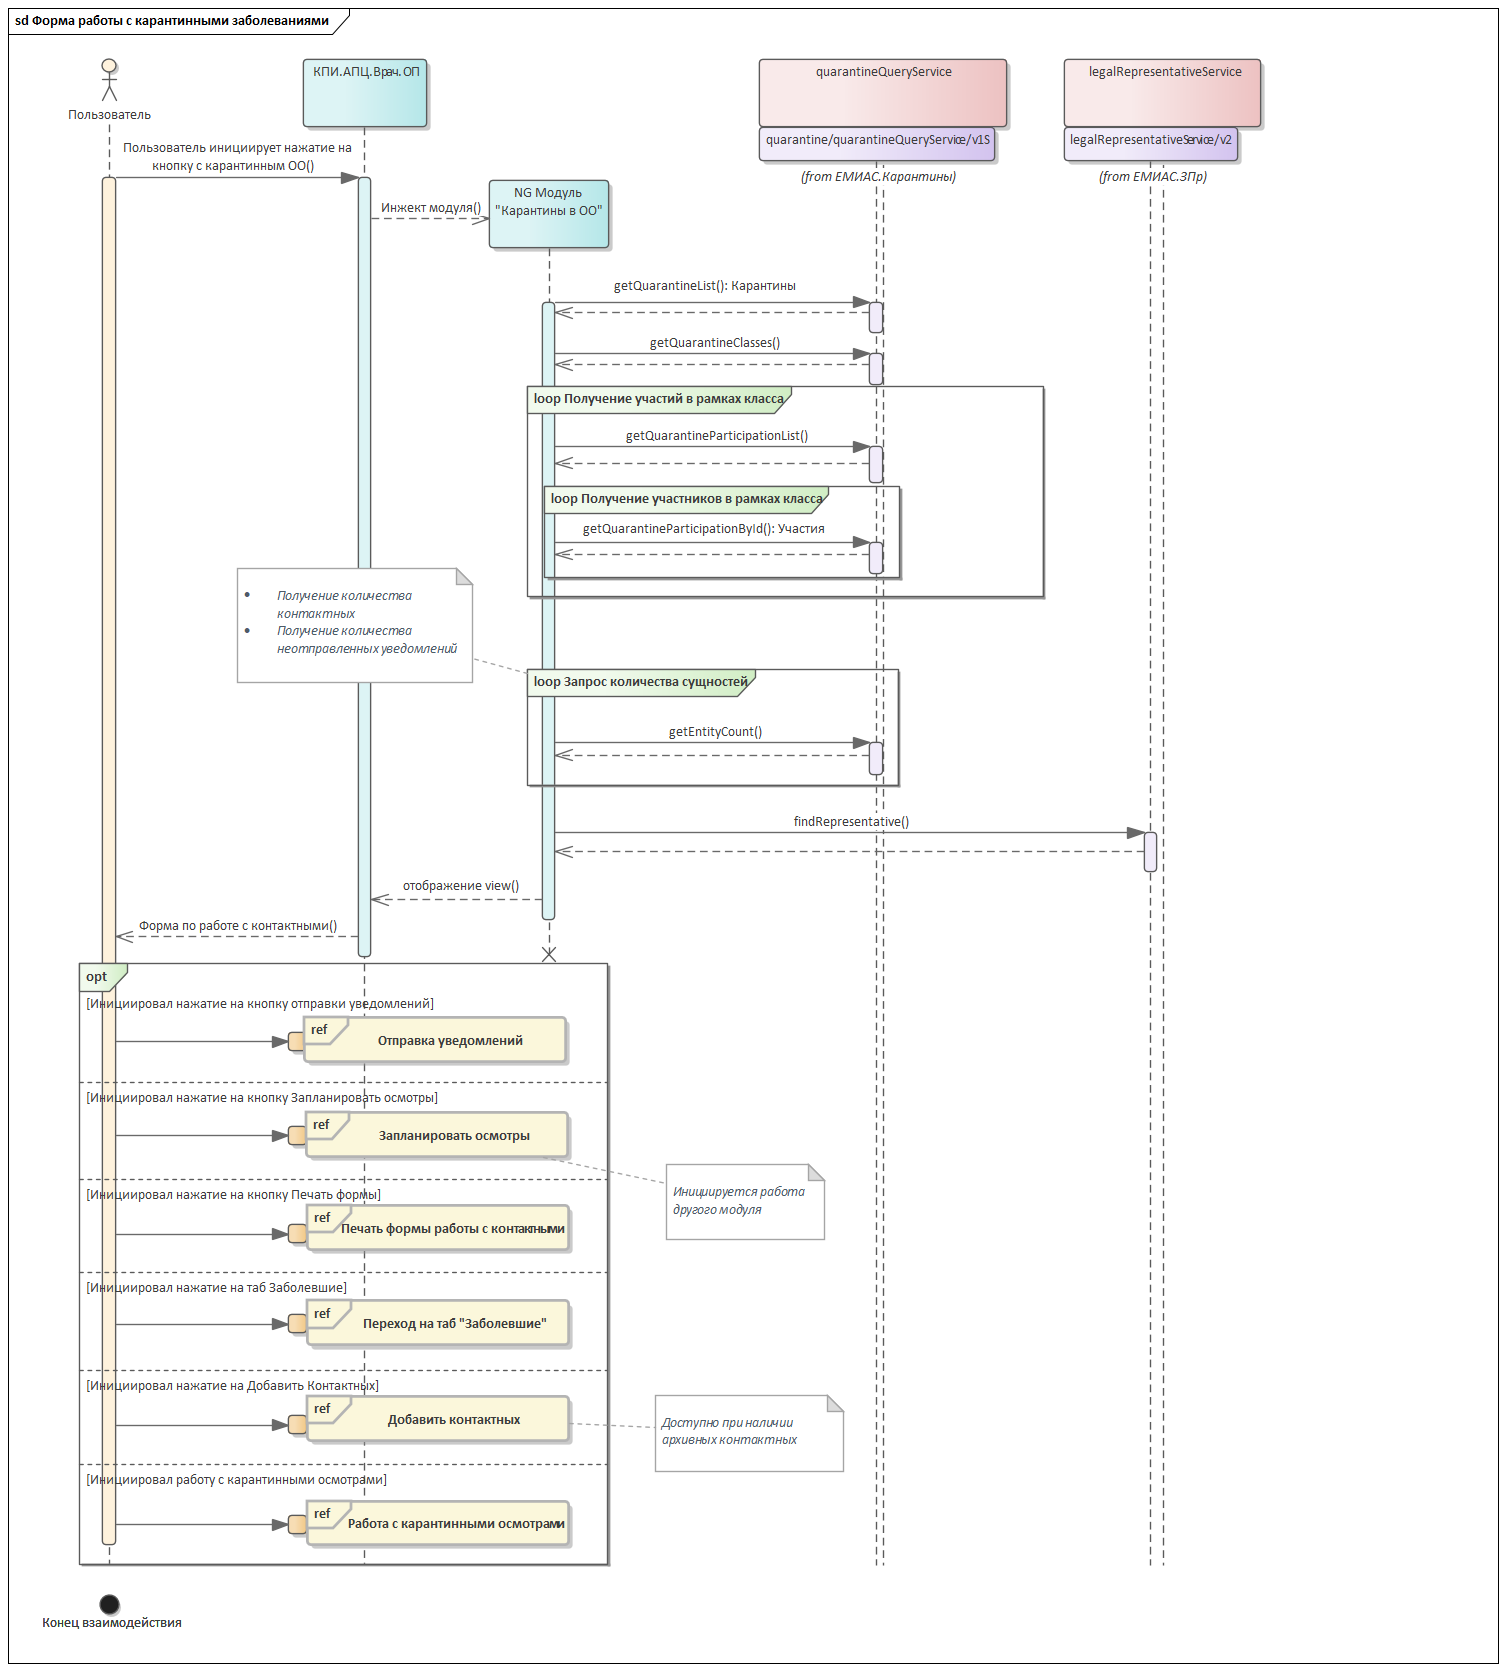 sd Форма работы с карантинными заболеваниями
Пользователь
КПИ.АПЦ.Врач.ОП
quarantineQueryService
legalRepresentativeService
quarantine/quarantineQueryService/v1S
legalRepresentativeService/v2
(from ЕМИАС.Карантины)
(from ЕМИАС.ЗПр)
Пользователь инициирует нажатие на
кнопку с карантинным ОО()
NG Модуль
"Карантины в ОО"
Инжект модуля()
getQuarantineList(): Карантины
getQuarantineClasses()
loop Получение участий в рамках класса
getQuarantineParticipationList()
loop Получение участников в рамках класса
getQuarantineParticipationById(): Участия
• Получение количества
контактных
• Получение количества
неотправленных уведомлений
loop Запрос количества сущностей
getEntityCount()
findRepresentative()
отображение view()
Форма по работе с контактными()
opt
[Инициировал нажатие на кнопку отправки уведомлений]
ref
Отправка уведомлений
[Инициировал нажатие на кнопку Запланировать осмотры]
ref
Запланировать осмотры
Инициируется работа
другого модуля
[Инициировал нажатие на кнопку Печать формы]
ref
Печать формы работы с контактными
[Инициировал нажатие на таб Заболевшие]
ref
Переход на таб "Заболевшие"
[Инициировал нажатие на Добавить Контактных]
ref
Добавить контактных
Доступно при наличии
архивных контактных
[Инициировал работу с карантинными осмотрами]
ref
Работа с карантинными осмотрами
Конец взаимодействия